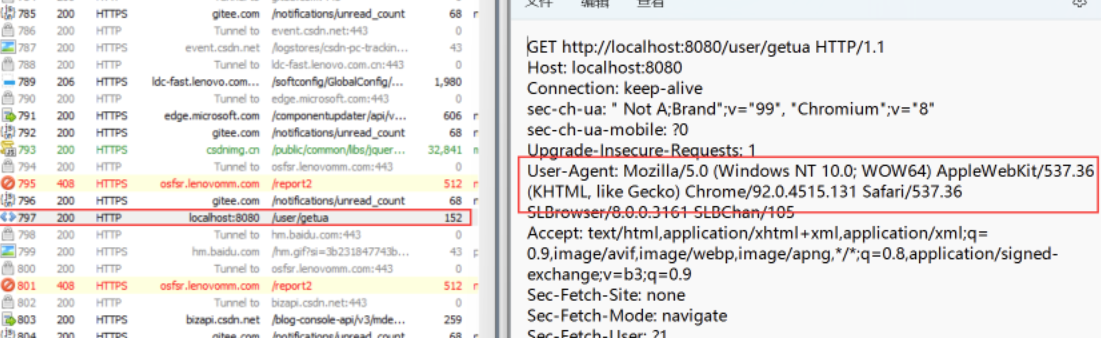 785 200 HTTPS gitee.com /notifications/unread_count 68
786 200 HTTP Tunnel to event.csdn.net:443 0
787 200 HTTPS event.csdn.net /logstores/csdn-pc-trackin... 43
788 200 HTTP Tunnel to ldc-fast.lenovo.com.cn:443 0
789 206 HTTPS ldc-fast.lenovo.com... /softconfig/GlobalConfig/... 1,980
790 200 HTTP Tunnel to edge.microsoft.com:443 0
791 200 HTTPS edge.microsoft.com /componentupdater/api/v... 606
792 200 HTTPS gitee.com /notifications/unread_count 68
793 200 HTTPS csdnimg.cn /public/common/libs/jquer... 32,841
794 200 HTTP Tunnel to osfsr.lenovomm.com:443 0
795 408 HTTPS osfsr.lenovomm.com /report2 512
796 200 HTTPS gitee.com /notifications/unread_count 68
797 200 HTTP localhost:8080 /user/getua 152
798 200 HTTP Tunnel to hm.baidu.com:443 0
799 200 HTTPS hm.baidu.com /hm.gif?si=3b231847743b... 43
800 200 HTTP Tunnel to osfsr.lenovomm.com:443 0
801 408 HTTPS osfsr.lenovomm.com /report2 512
802 200 HTTP Tunnel to bizapi.csdn.net:443 0
803 200 HTTPS bizapi.csdn.net /blog-console-api/v3/mde... 259
804 200 HTTPS gitee.com /notifications/unread_count 68
文件 编辑 查看
GET http://localhost:8080/user/getua HTTP/1.1
Host: localhost:8080
Connection: keep-alive
sec-ch-ua: " Not A;Brand";v="99", "Chromium";v="8"
sec-ch-ua-mobile: ?0
Upgrade-Insecure-Requests: 1
User-Agent: Mozilla/5.0 (Windows NT 10.0; WOW64) AppleWebKit/537.36
(KHTML, like Gecko) Chrome/92.0.4515.131 Safari/537.36
SLBrowser/8.0.0.3161 SLBChan/105
Accept: text/html,application/xhtml+xml,application/xml;q=
0.9,image/avif,image/webp,image/apng,*/*;q=0.8,application/signed-
exchange;v=b3;q=0.9
Sec-Fetch-Site: none
Sec-Fetch-Mode: navigate
Sec-Fetch-User: ?1